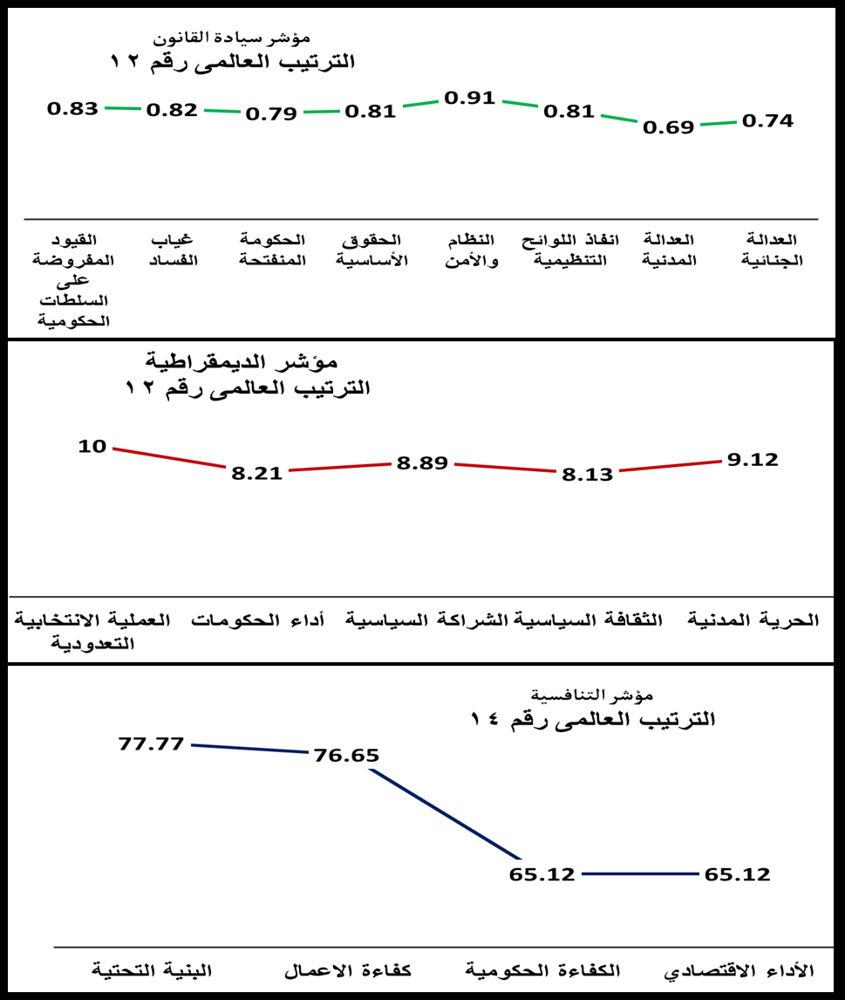 مؤشر سيادة القانون
الترتيب العالمى رقم ١٢
0.83 0.82 0.79 0.81 0.91 0.81 0.69 0.74
القيود المفروضة على السلطات الحكومية
غياب الفساد
الحكومة المنفتحة
الحقوق الأساسية
النظام والأمن
انفاذ اللوائح التنظيمية
العدالة المدنية
العدالة الجنائية
مؤشر الديمقراطية
الترتيب العالمى رقم ١٢
10 8.21 8.89 8.13 9.12
العملية الانتخابية التعدودية
أداء الحكومات
الشراكة السياسية
الثقافة السياسية
الحرية المدنية
مؤشر التنافسية
الترتيب العالمى رقم ١٤
77.77 76.65 65.12 65.12
البنية التحتية
كفاءة الاعمال
الكفاءة الحكومية
الأداء الاقتصادي